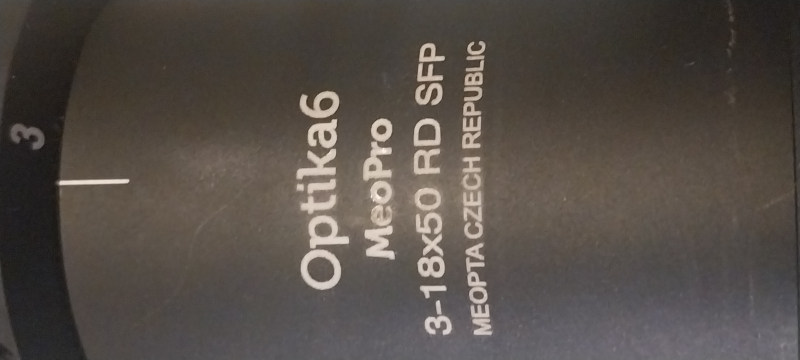 3
Optika6
MeoPro
3-18x50 RD SFP
MEOPTA CZECH REPUBLIC